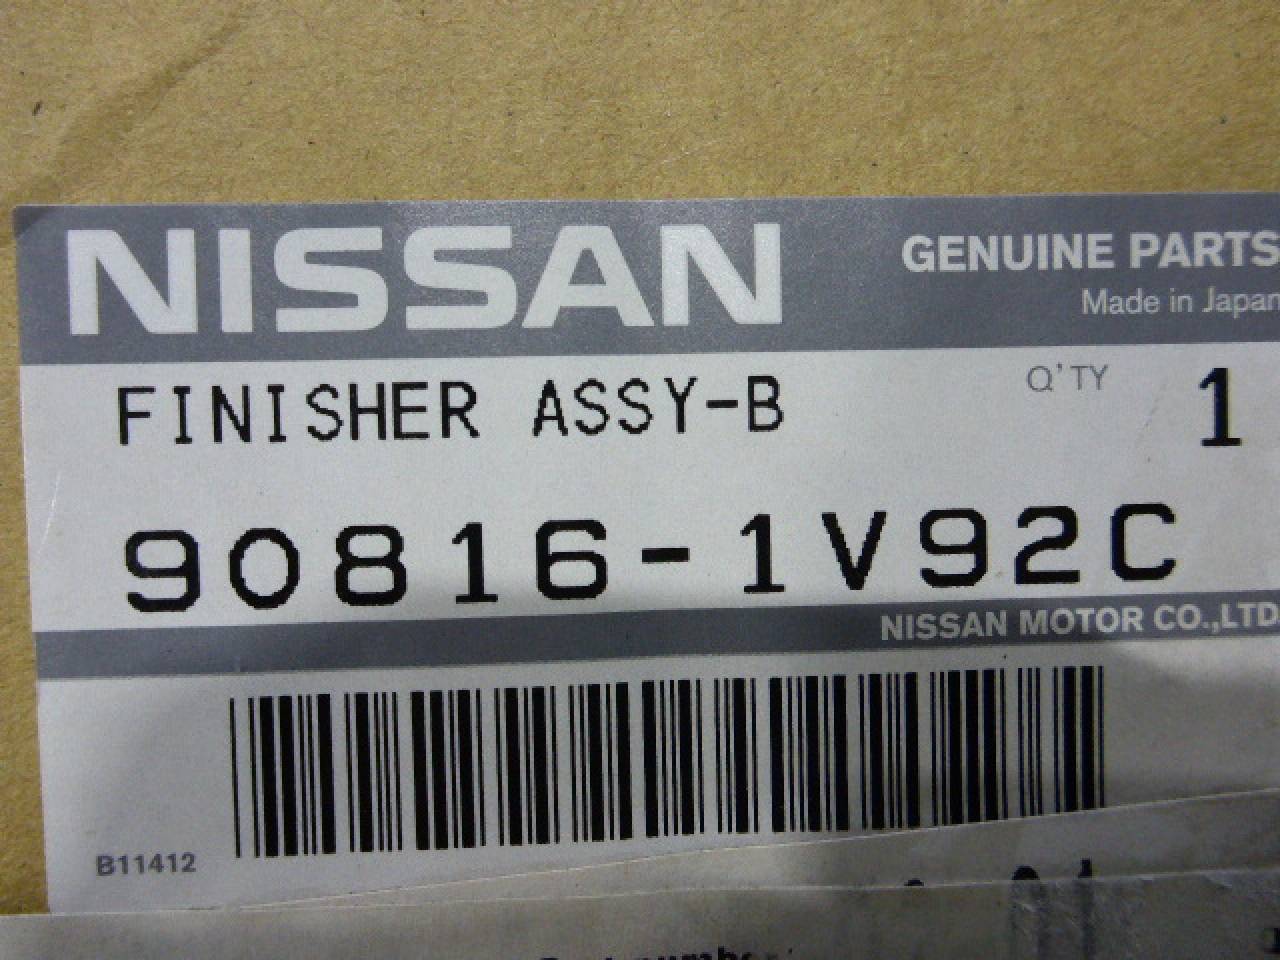 NISSAN
GENUINE PARTS
Made in Japan
FINISHER ASSY-B
Q'TY 1
90816-1V92C
NISSAN MOTOR CO.,LTD.
B11412